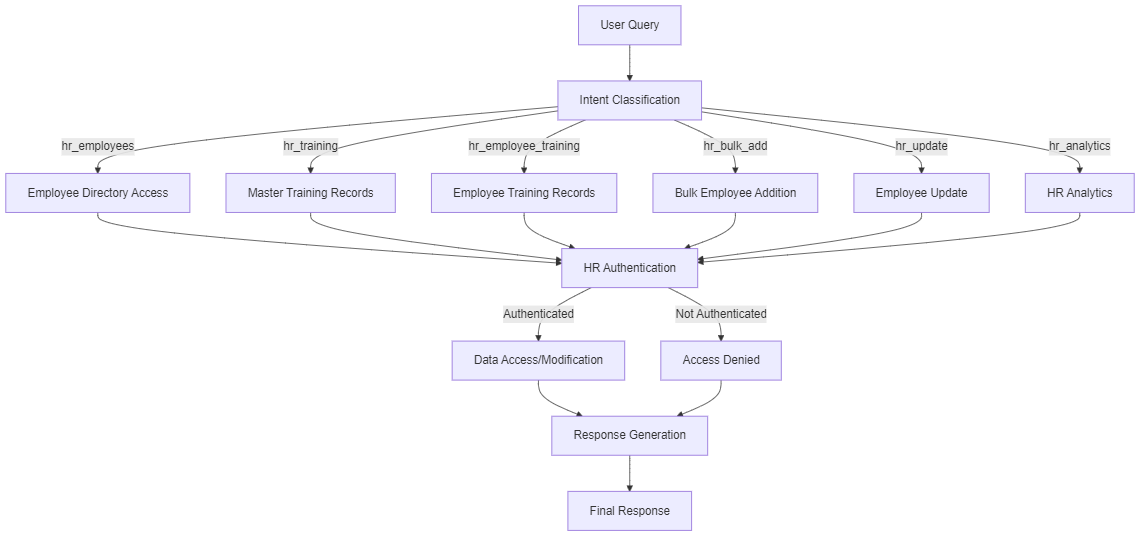 User Query
Intent Classification
hr_employees
hr_training
hr_employee_training
hr_bulk_add
hr_update
hr_analytics
Employee Directory Access
Master Training Records
Employee Training Records
Bulk Employee Addition
Employee Update
HR Analytics
HR Authentication
Authenticated
Not Authenticated
Data Access/Modification
Access Denied
Response Generation
Final Response